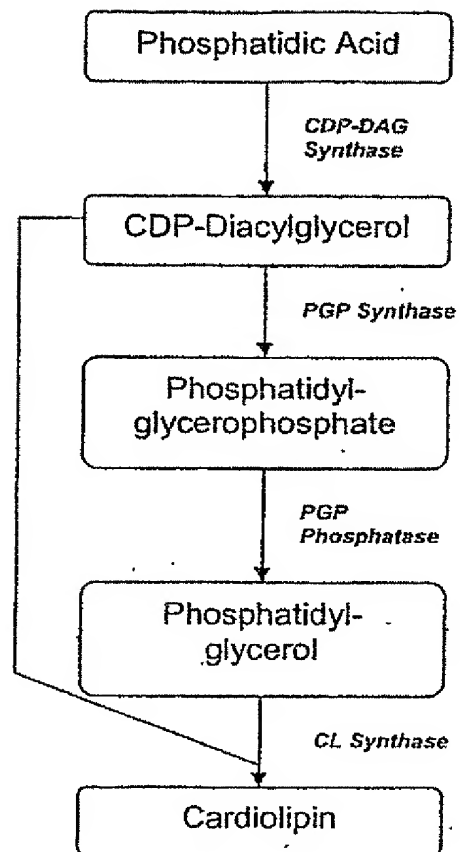 Phosphatidic Acid
CDP-DAG
Synthase
CDP-Diacylglycerol
PGP Synthase
Phosphatidyl-
glycerophosphate
PGP
Phosphatase
Phosphatidyl-
glycerol
CL Synthase
Cardiolipin